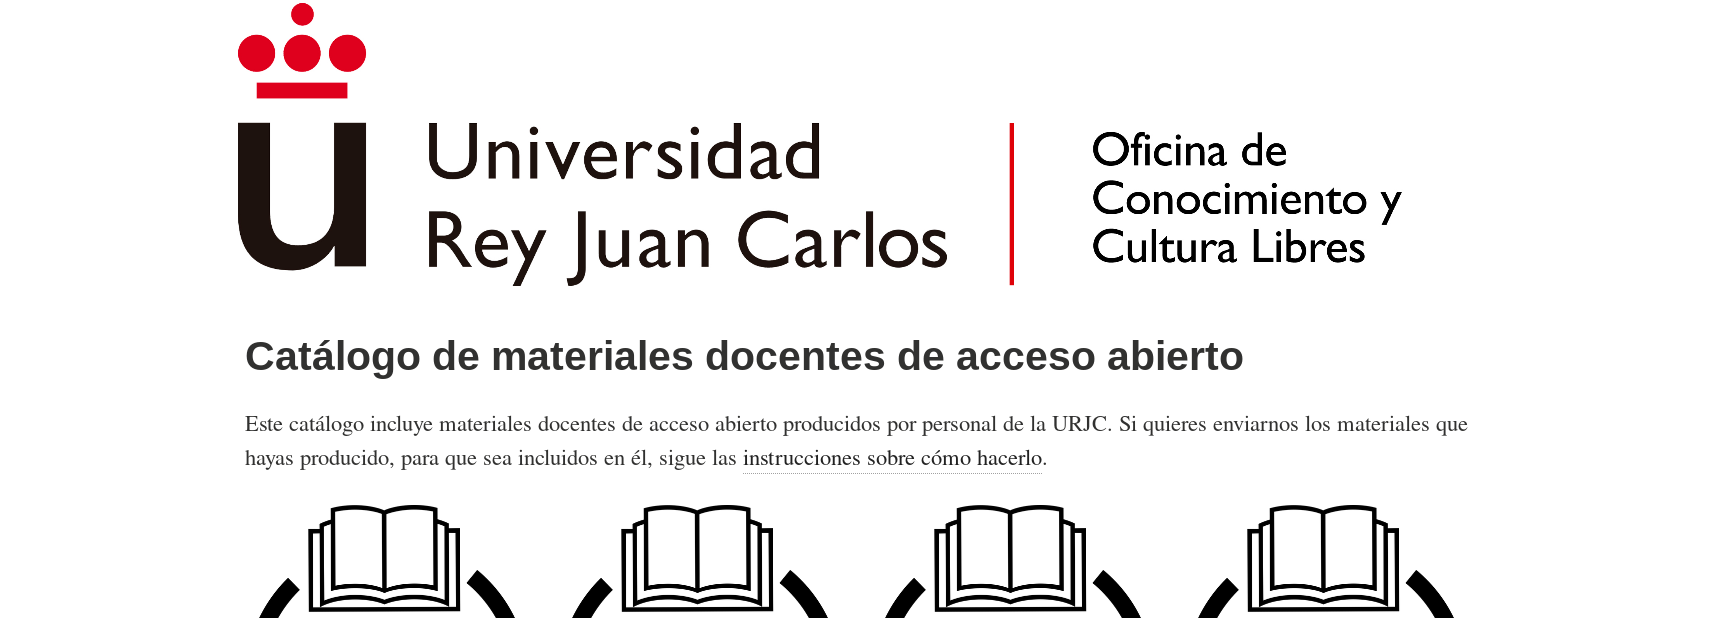 Universidad
Rey Juan Carlos
Oficina de
Conocimiento y
Cultura Libres
Catálogo de materiales docentes de acceso abierto
Este catálogo incluye materiales docentes de acceso abierto producidos por personal de la URJC. Si quieres enviarnos los materiales que
hayas producido, para que sea incluidos en él, sigue las instrucciones sobre cómo hacerlo.